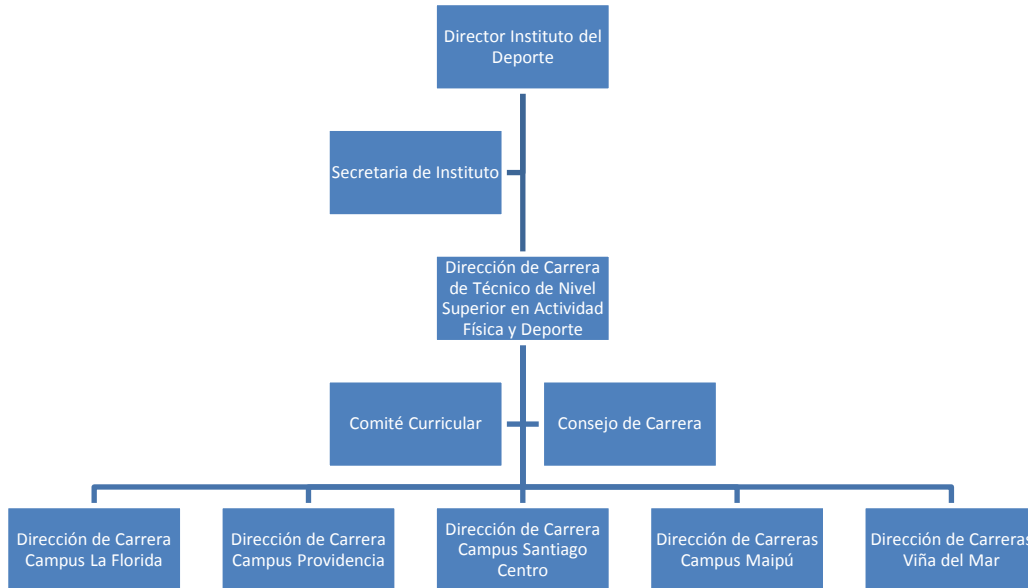 Director Instituto del
Deporte
Secretaria de Instituto
Dirección de Carrera
de Técnico de Nivel
Superior en Actividad
Física y Deporte
Comité Curricular
Consejo de Carrera
Dirección de Carrera
Campus La Florida
Dirección de Carrera
Campus Providencia
Dirección de Carrera
Campus Santiago
Centro
Dirección de Carreras
Campus Maipú
Dirección de Carreras
Viña del Mar